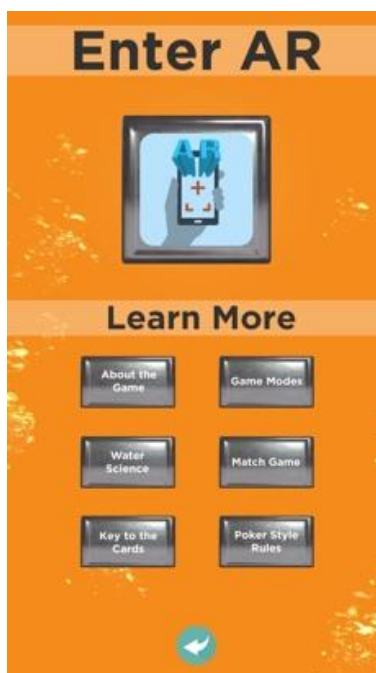 Enter AR
AR
Learn More
About the
Game
Game Modes
Water
Science
Match Game
Key to the
Cards
Poker Style
Rules